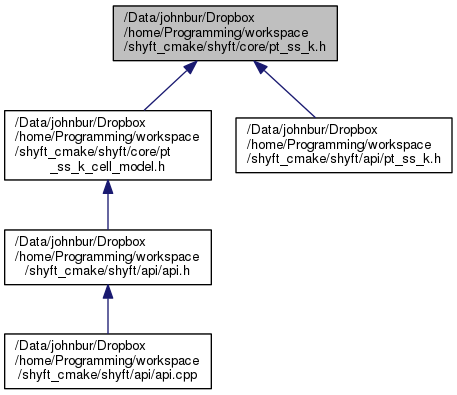 /Data/johnbur/Dropbox
/home/Programming/workspace
/shyft_cmake/shyft/core/pt_ss_k.h
/Data/johnbur/Dropbox
/home/Programming/workspace
/shyft_cmake/shyft/core/pt
_ss_k_cell_model.h
/Data/johnbur/Dropbox
/home/Programming/workspace
/shyft_cmake/shyft/api/pt_ss_k.h
/Data/johnbur/Dropbox
/home/Programming/workspace
/shyft_cmake/shyft/api/api.h
/Data/johnbur/Dropbox
/home/Programming/workspace
/shyft_cmake/shyft/api/api.cpp